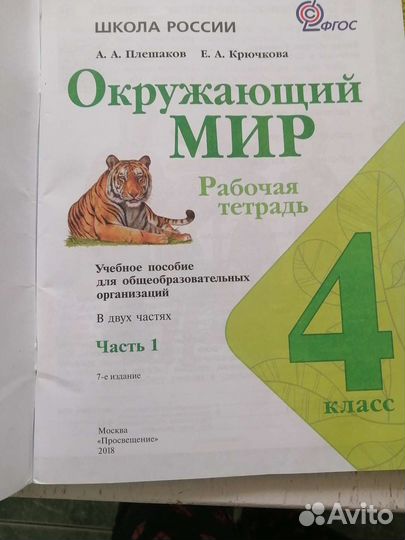 ШКОЛА РОССИИ
ФГОС
А. А. Плешаков Е. А. Крючкова
Окружающий
МИР
Рабочая
тетрадь
4
класс
Учебное пособие
для общеобразовательных
организаций
В двух частях
Часть 1
7-е издание
Москва
«Просвещение»
2018
Avito